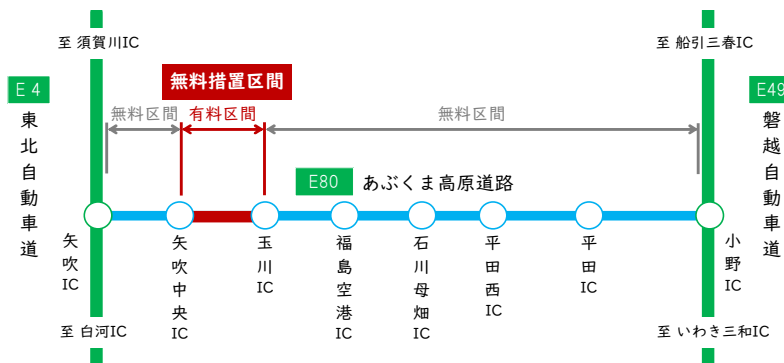 至 須賀川IC
至 船引三春IC
E 4
無料措置区間
E49
無料区間
有料区間
無料区間
東北自動車道
磐越自動車道
E80
あぶくま高原道路
矢吹IC
矢吹中央IC
玉川IC
福島空港IC
石川母畑IC
平田西IC
平田IC
小野IC
至 白河IC
至 いわき三和IC